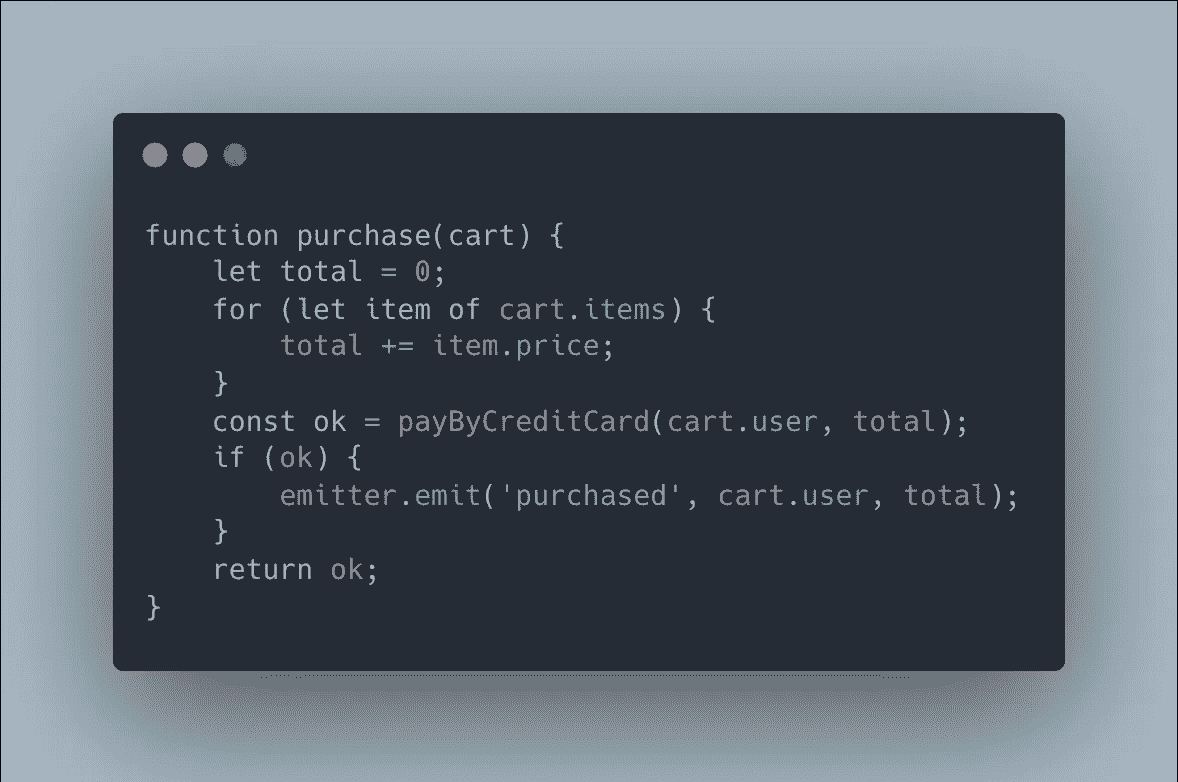 function purchase(cart) {
    let total = 0;
    for (let item of cart.items) {
        total += item.price;
    }
    const ok = payByCreditCard(cart.user, total);
    if (ok) {
        emitter.emit('purchased', cart.user, total);
    }
    return ok;
}